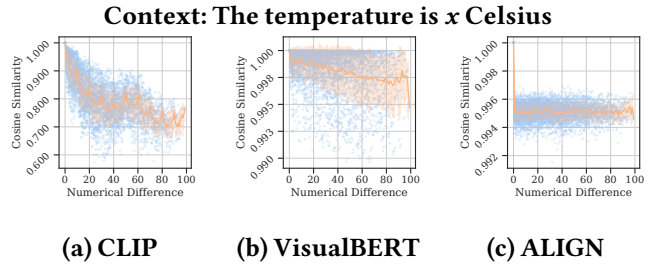 Context: The temperature is x Celsius
Cosine Similarity
1.000
0.900
0.800
0.700
0.600
0 20 40 60 80 100
Numerical Difference
Cosine Similarity
1.000
0.998
0.995
0.993
0.990
0 20 40 60 80 100
Numerical Difference
Cosine Similarity
1.000
0.998
0.996
0.994
0.992
0 20 40 60 80 100
Numerical Difference
(a) CLIP
(b) VisualBERT
(c) ALIGN